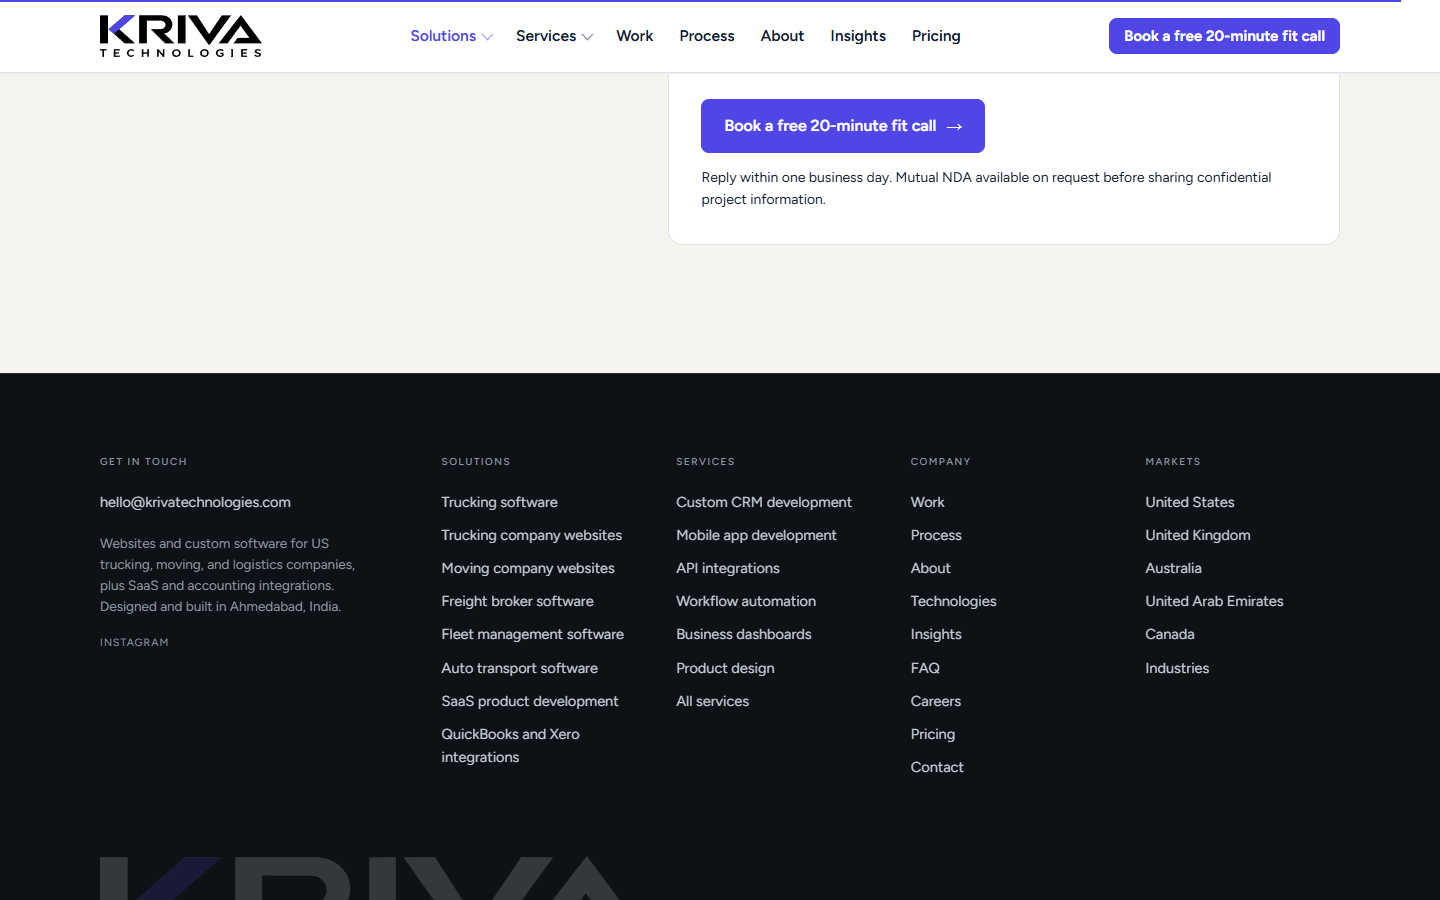 KRIVA
TECHNOLOGIES
Solutions
Services
Work
Process
About
Insights
Pricing
Book a free 20-minute fit call
Book a free 20-minute fit call →
Reply within one business day. Mutual NDA available on request before sharing confidential
project information.
GET IN TOUCH
hello@krivatechnologies.com
Websites and custom software for US
trucking, moving, and logistics companies,
plus SaaS and accounting integrations.
Designed and built in Ahmedabad, India.
INSTAGRAM
SOLUTIONS
Trucking software
Trucking company websites
Moving company websites
Freight broker software
Fleet management software
Auto transport software
SaaS product development
QuickBooks and Xero
integrations
SERVICES
Custom CRM development
Mobile app development
API integrations
Workflow automation
Business dashboards
Product design
All services
COMPANY
Work
Process
About
Technologies
Insights
FAQ
Careers
Pricing
Contact
MARKETS
United States
United Kingdom
Australia
United Arab Emirates
Canada
Industries
KRIVA